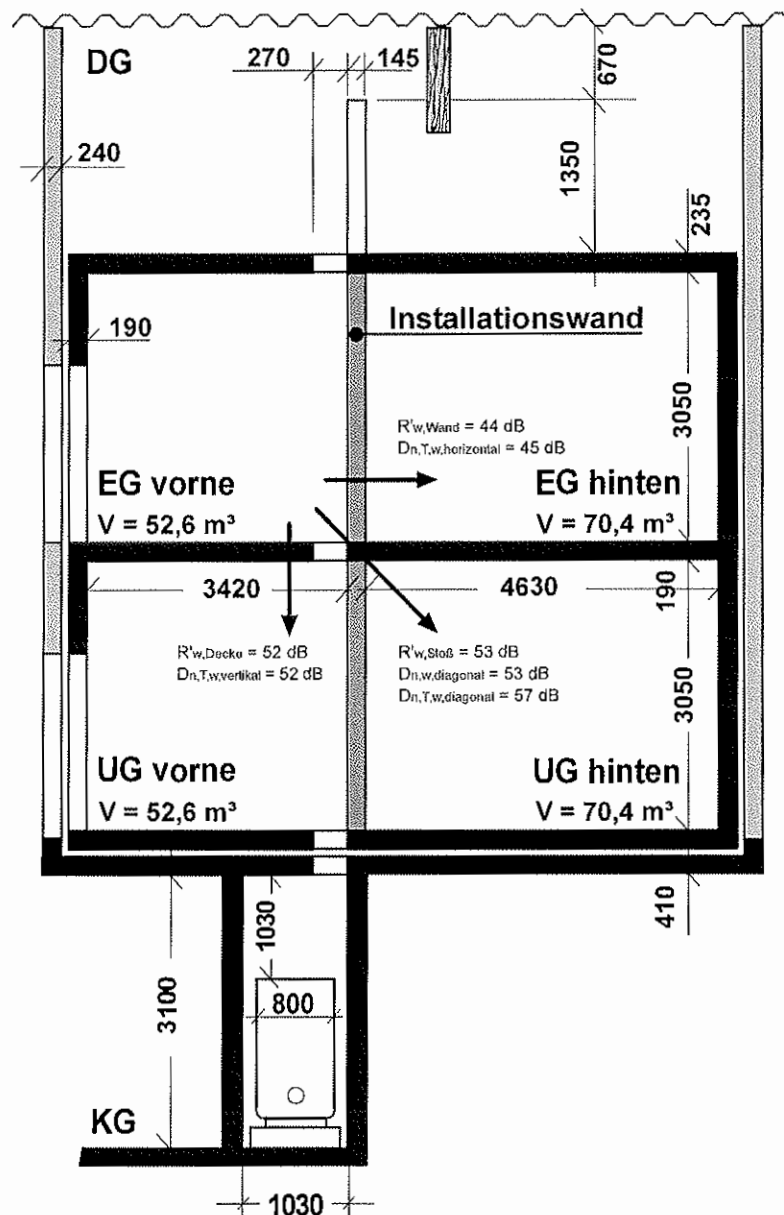 DG
270
145
670
240
1350
235
190
Installationswand
R'w,Wand = 44 dB
Dn,T,w,horizontal = 45 dB
3050
EG vorne
V = 52,6 m³
EG hinten
V = 70,4 m³
3420
4630
190
R'w,Decke = 52 dB
Dn,T,w,vertikal = 52 dB
R'w,Stoß = 53 dB
Dn,w,diagonal = 53 dB
Dn,T,w,diagonal = 57 dB
3050
UG vorne
V = 52,6 m³
UG hinten
V = 70,4 m³
1030
410
3100
800
KG
1030